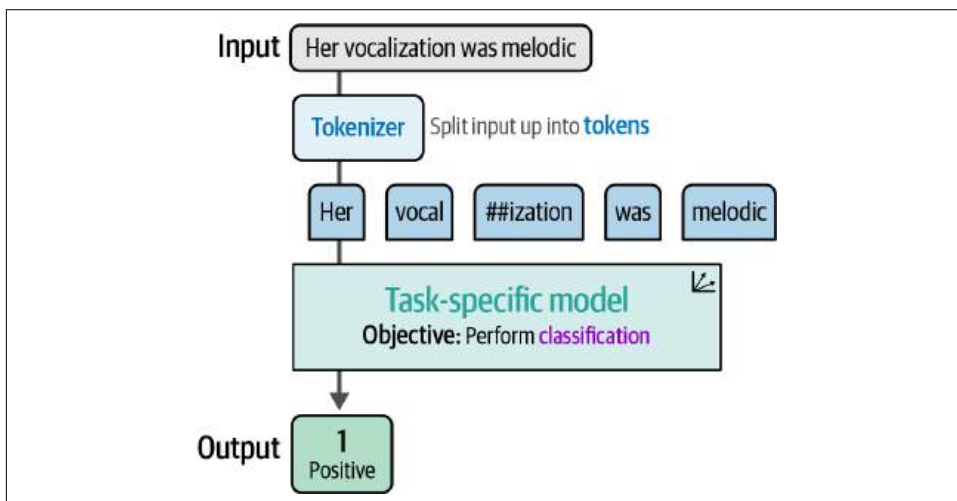 Input Her vocalization was melodic
Tokenizer Split input up into tokens
Her vocal ##ization was melodic
Task-specific model
Objective: Perform classification
Output 1
Positive